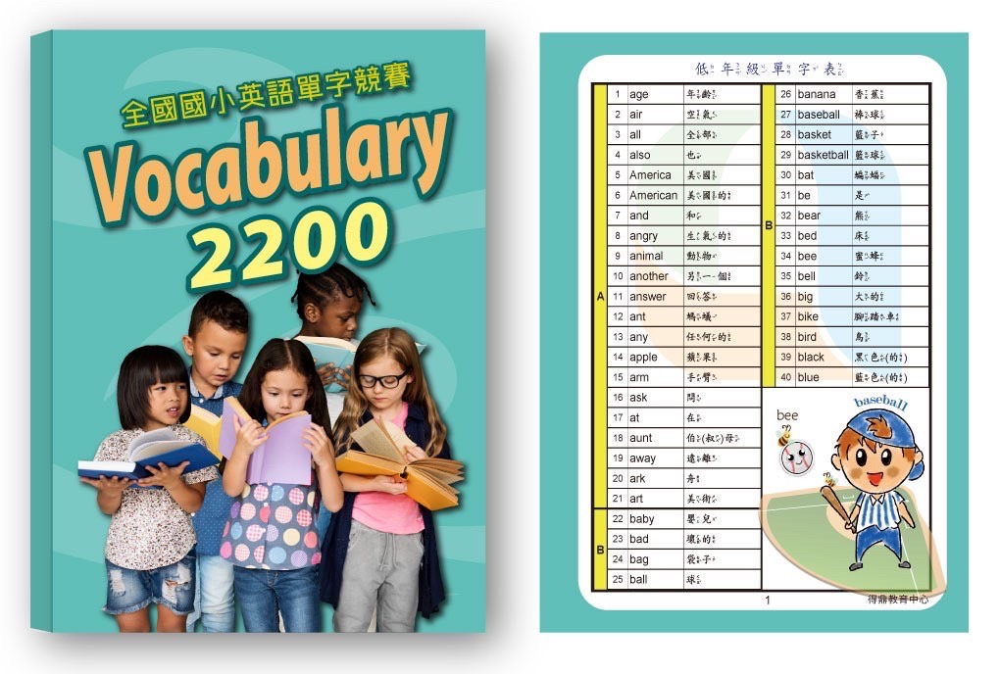 全國國小英語單字競賽
Vocabulary
2200
低年級單字表
A
1 age 年齡
2 air 空氣
3 all 全部
4 also 也
5 America 美國
6 American 美國的
7 and 和
8 angry 生氣的
9 animal 動物
10 another 另一個
11 answer 回答
12 ant 螞蟻
13 any 任何的
14 apple 蘋果
15 arm 手臂
16 ask 問
17 at 在
18 aunt 伯(叔)母
19 away 遠離
20 ark 舟
21 art 美術
B
22 baby 嬰兒
23 bad 壞的
24 bag 袋子
25 ball 球
B
26 banana 香蕉
27 baseball 棒球
28 basket 籃子
29 basketball 籃球
30 bat 蝙蝠
31 be 是
32 bear 熊
33 bed 床
34 bee 蜜蜂
35 bell 鈴
36 big 大的
37 bike 腳踏車
38 bird 鳥
39 black 黑色(的)
40 blue 藍色(的)
baseball
bee
1
得鼎教育中心